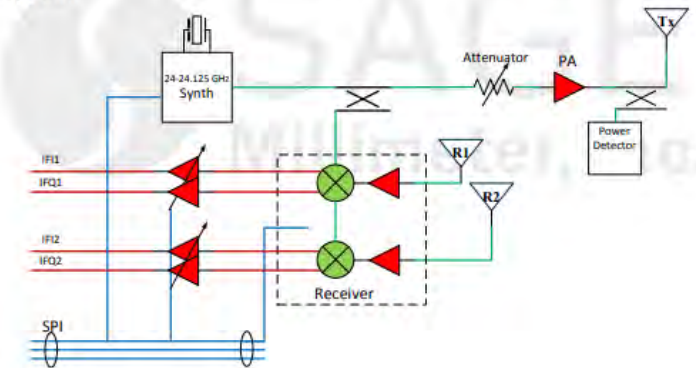 Tx
Attenuator
PA
24-24.125 GHz
Synth
Power
Detector
R1
IFI1
IFQ1
R2
IFI2
IFQ2
Receiver
SPI